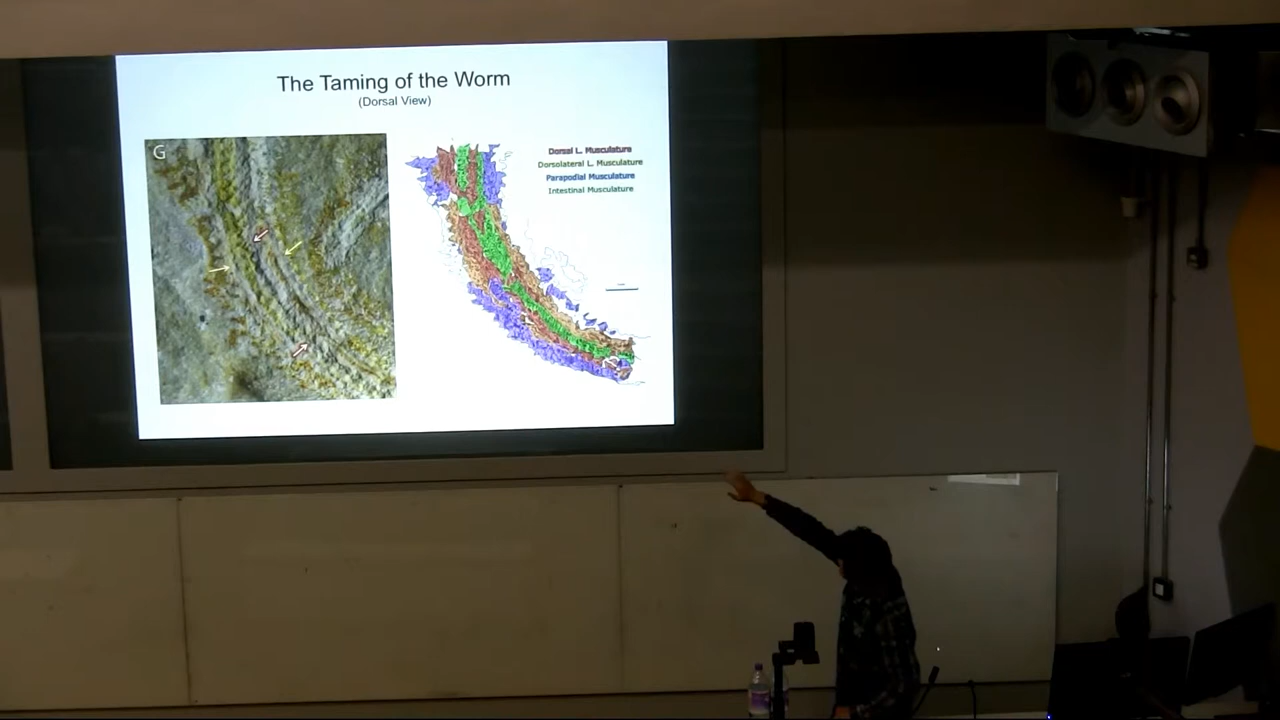 The Taming of the Worm
(Dorsal View)
G
Dorsal L. Musculature
Dorsolateral L. Musculature
Parapodial Musculature
Intestinal Musculature